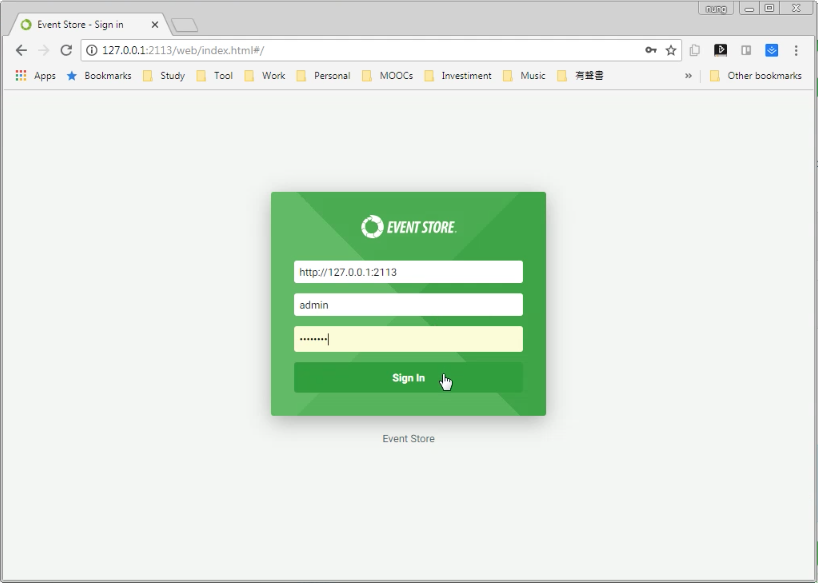 nung
Event Store - Sign in
127.0.0.1:2113/web/index.html#/
Apps Bookmarks Study Tool Work Personal MOOCs Investiment Music 有聲書 » Other bookmarks
EVENT STORE
http://127.0.0.1:2113
admin
••••••••
Sign In
Event Store